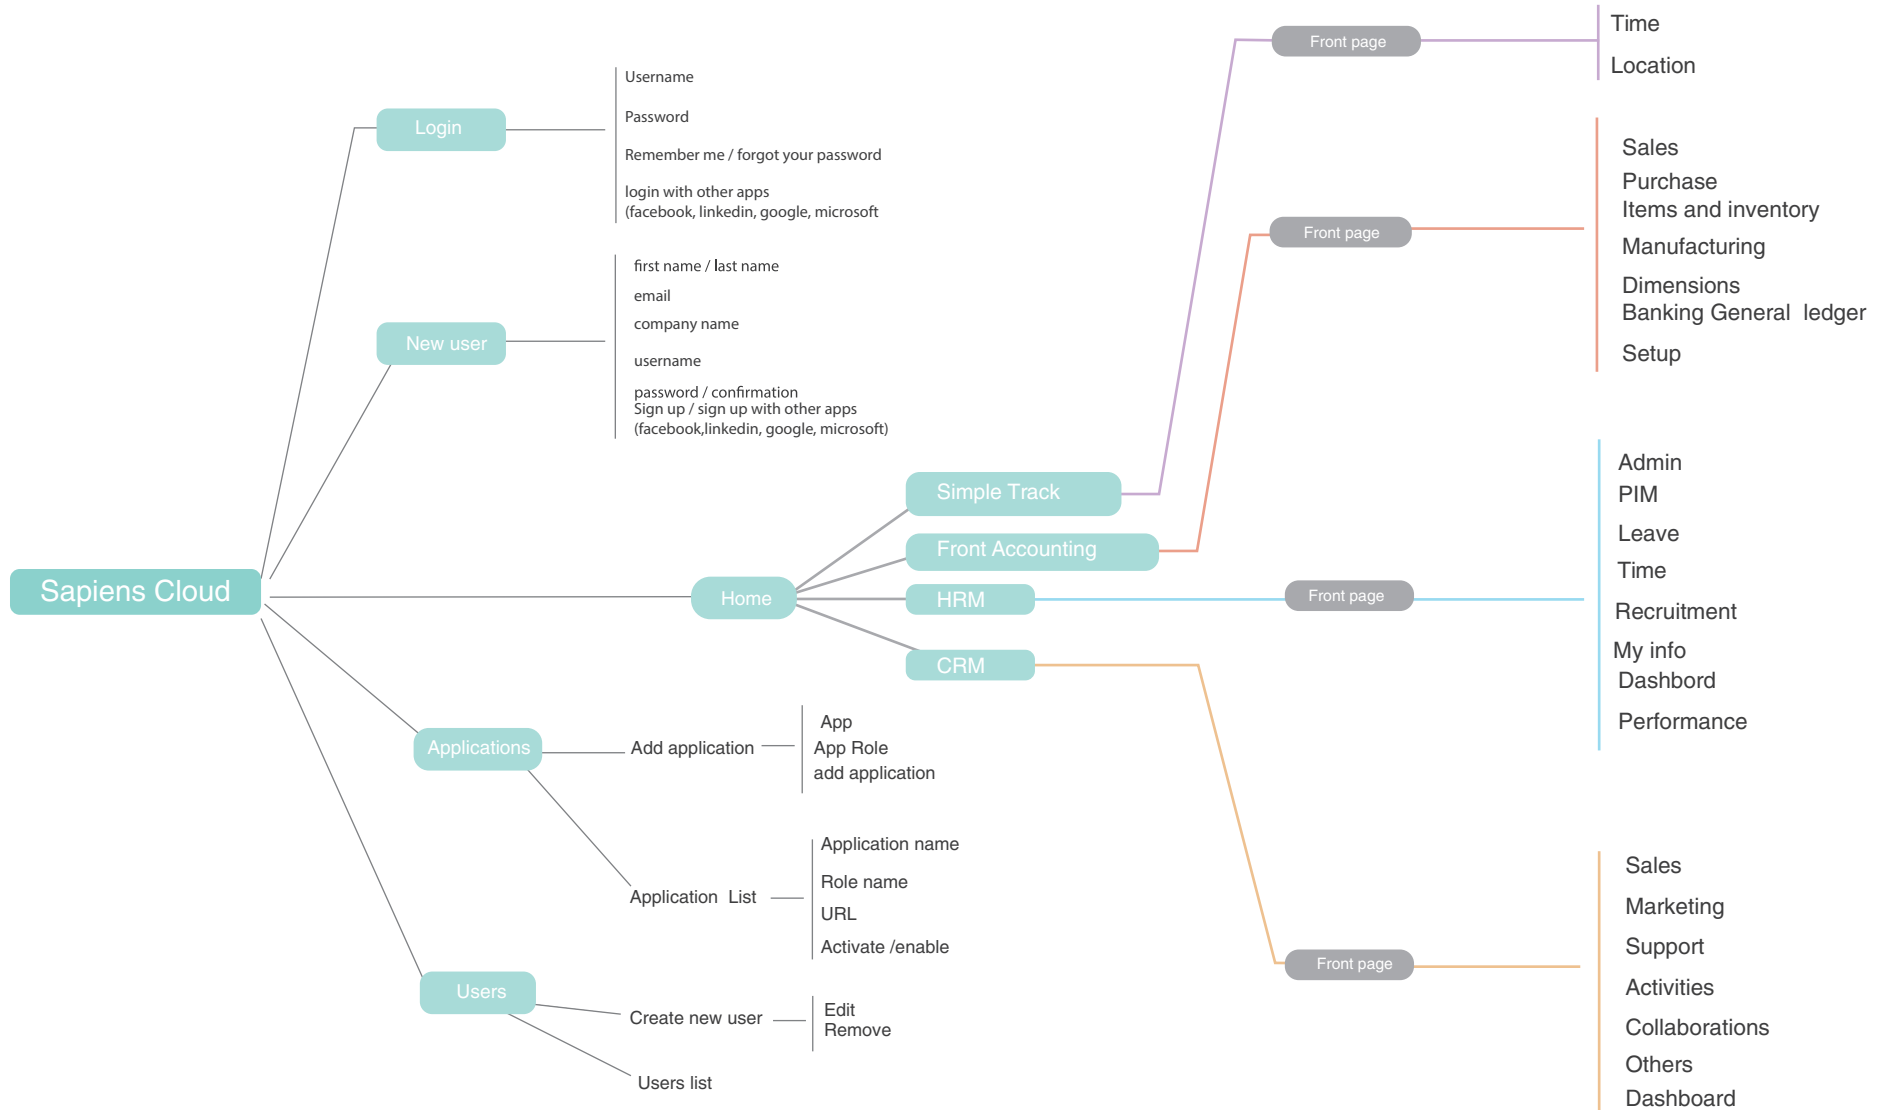 Sapiens Cloud
Login
Username
Password
Remember me / forgot your password
login with other apps
(facebook, linkedin, google, microsoft
New user
first name / last name
email
company name
username
password / confirmation
Sign up / sign up with other apps
(facebook,linkedin, google, microsoft)
Home
Simple Track
Front page
Time
Location
Front Accounting
Front page
Sales
Purchase
Items and inventory
Manufacturing
Dimensions
Banking General ledger
Setup
HRM
Front page
Admin
PIM
Leave
Time
Recruitment
My info
Dashbord
Performance
CRM
Front page
Sales
Marketing
Support
Activities
Collaborations
Others
Dashboard
Applications
Add application
App
App Role
add application
Application List
Application name
Role name
URL
Activate /enable
Users
Create new user
Edit
Remove
Users list